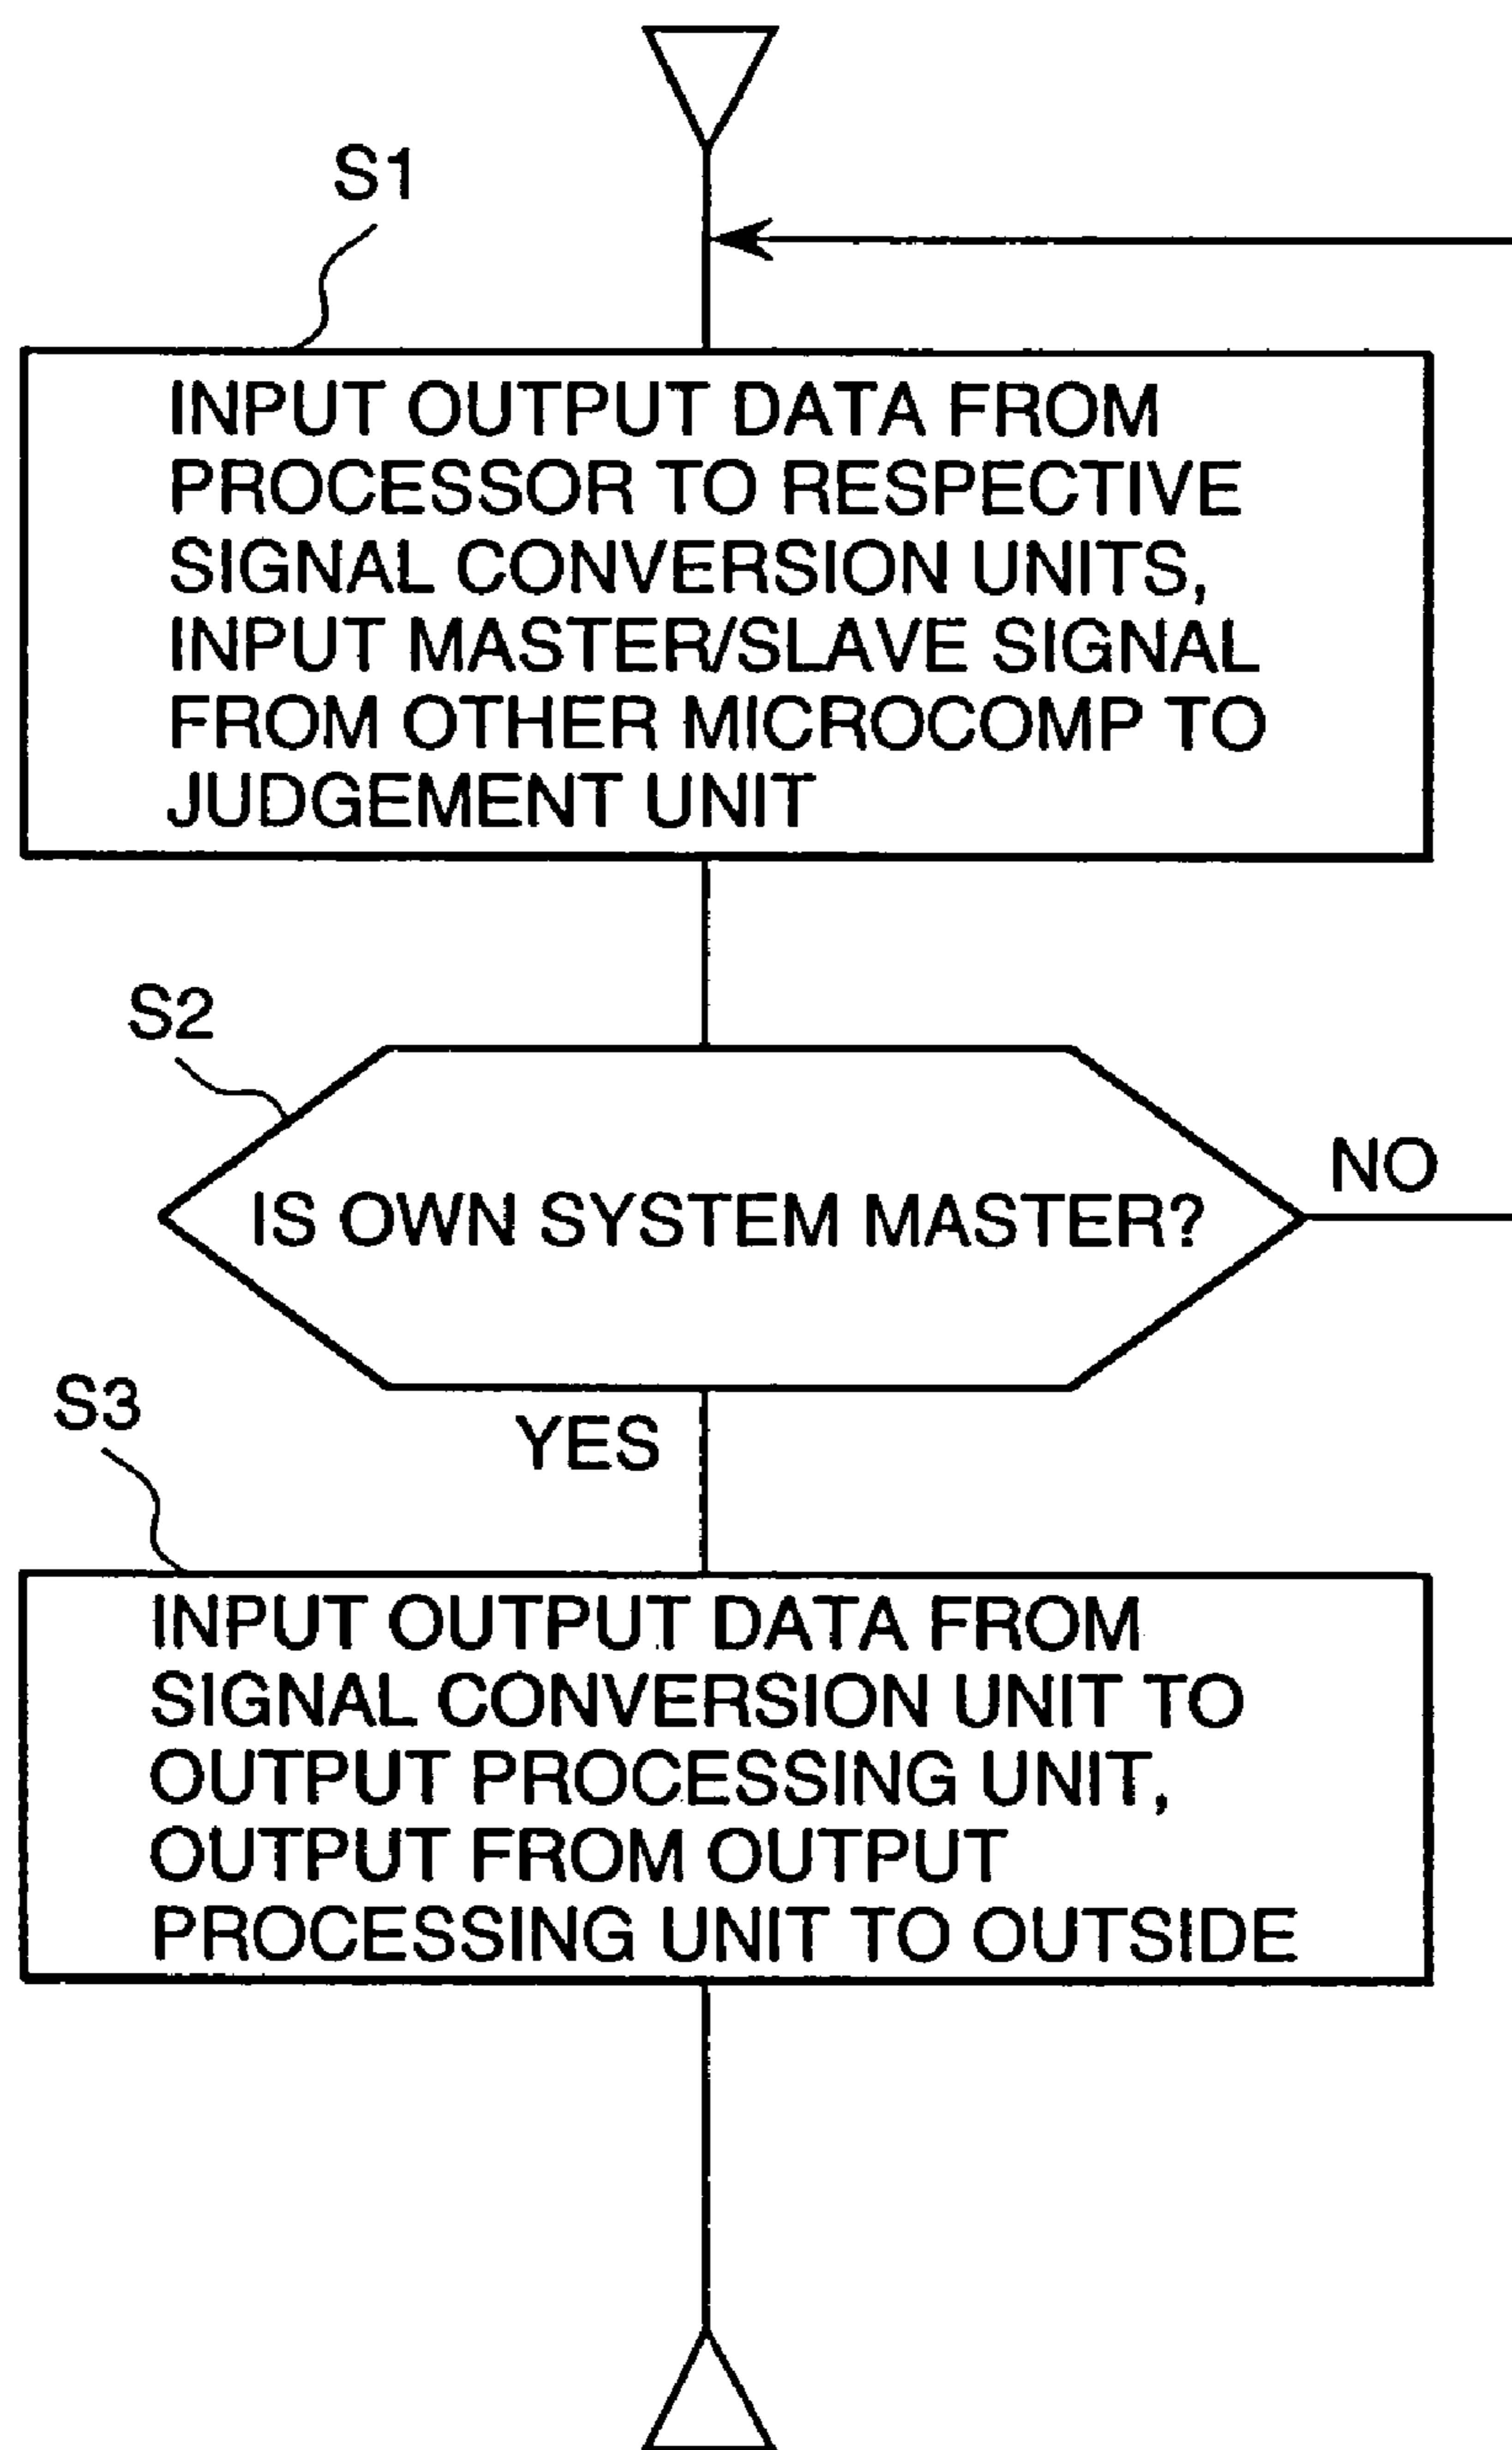 S1
INPUT OUTPUT DATA FROM
PROCESSOR TO RESPECTIVE
SIGNAL CONVERSION UNITS,
INPUT MASTER/SLAVE SIGNAL
FROM OTHER MICROCOMP TO
JUDGEMENT UNIT
S2
IS OWN SYSTEM MASTER?
NO
YES
S3
INPUT OUTPUT DATA FROM
SIGNAL CONVERSION UNIT TO
OUTPUT PROCESSING UNIT,
OUTPUT FROM OUTPUT
PROCESSING UNIT TO OUTSIDE